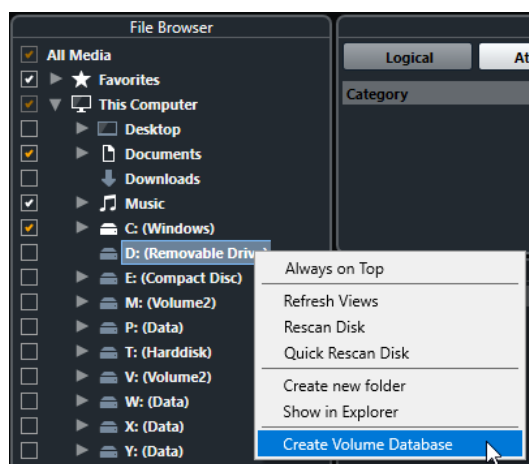 File Browser
All Media
Favorites
This Computer
Desktop
Documents
Downloads
Music
C: (Windows)
D: (Removable Drive)
E: (Compact Disc)
M: (Volume2)
P: (Data)
T: (Harddisk)
V: (Volume2)
W: (Data)
X: (Data)
Y: (Data)
Logical
At
Category
Always on Top
Refresh Views
Rescan Disk
Quick Rescan Disk
Create new folder
Show in Explorer
Create Volume Database